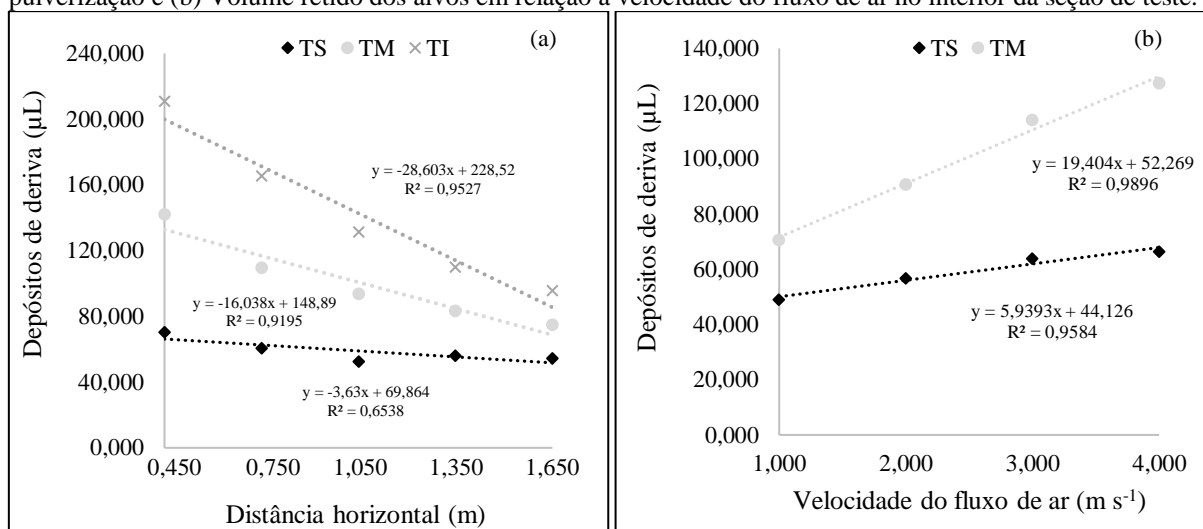 pulverização e (b) Volume retido dos alvos em relação à velocidade do fluxo de ar no interior da seção de teste.
(a)
TS TM TI
Depósitos de deriva (µL)
240,000
200,000
160,000
120,000
80,000
40,000
0,000
y = -28,603x + 228,52
R² = 0,9527
y = -16,038x + 148,89
R² = 0,9195
y = -3,63x + 69,864
R² = 0,6538
0,450 0,750 1,050 1,350 1,650
Distância horizontal (m)
(b)
TS TM
Depósitos de deriva (µL)
140,000
120,000
100,000
80,000
60,000
40,000
20,000
0,000
y = 19,404x + 52,269
R² = 0,9896
y = 5,9393x + 44,126
R² = 0,9584
1,000 2,000 3,000 4,000
Velocidade do fluxo de ar (m s⁻¹)